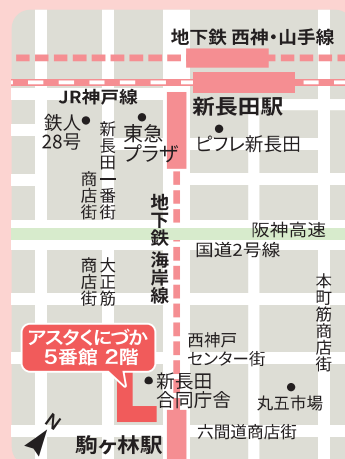 地下鉄 西神・山手線
JR神戸線
新長田駅
鉄人
28号
東急
プラザ
ピフレ新長田
新長田一番街
商店街
地下鉄 海岸線
阪神高速
国道2号線
大正筋
商店街
本町筋商店街
アスタくにづか
5番館 2階
西神戸
センター街
新長田
合同庁舎
丸五市場
六間道商店街
N
駒ヶ林駅